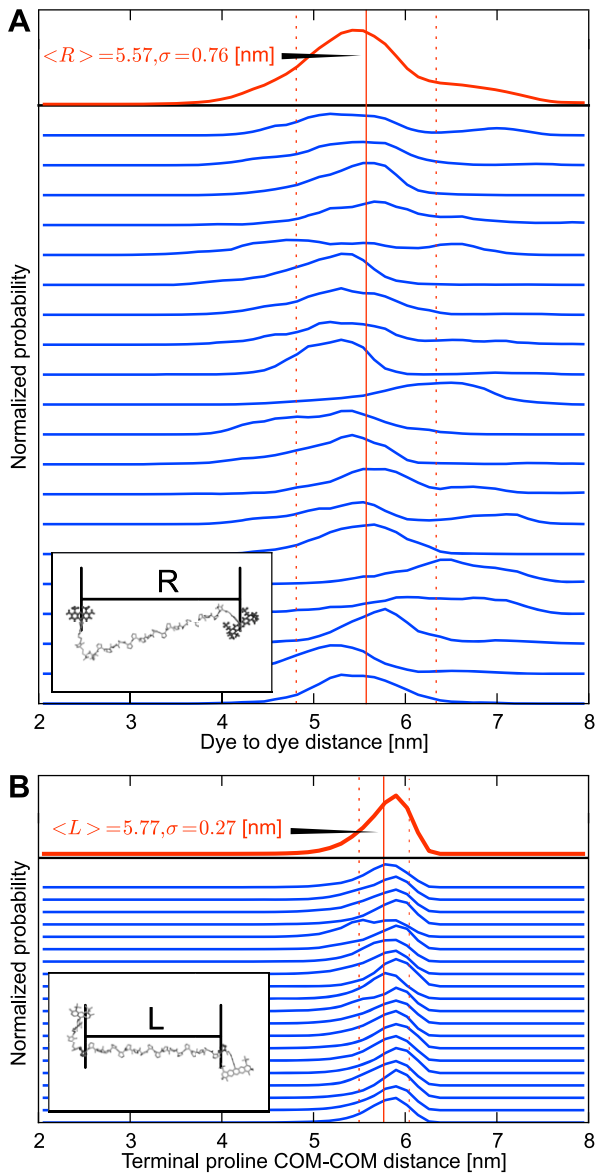 A
<R>=5.57,σ=0.76 [nm]
Normalized probability
R
2 3 4 5 6 7 8
Dye to dye distance [nm]
B
<L>=5.77,σ=0.27 [nm]
Normalized probability
L
2 3 4 5 6 7 8
Terminal proline COM-COM distance [nm]